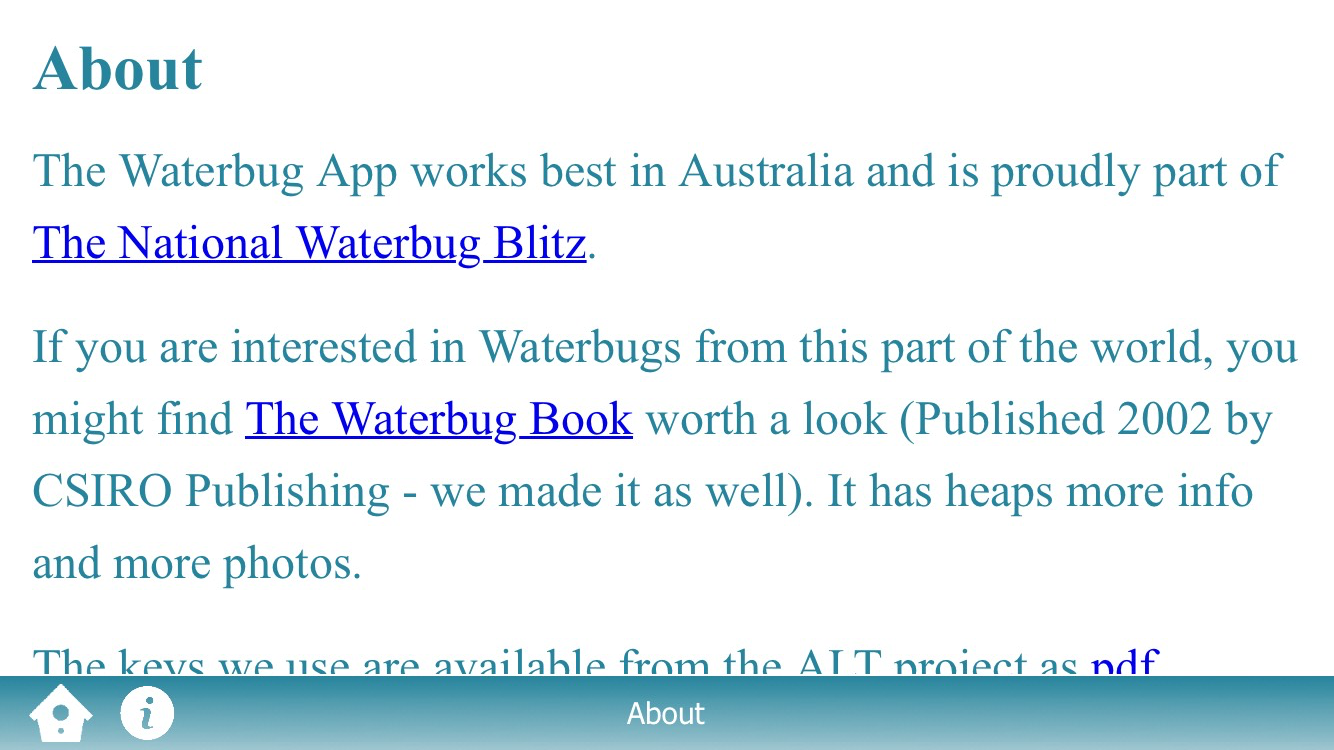 About
The Waterbug App works best in Australia and is proudly part of
The National Waterbug Blitz.
If you are interested in Waterbugs from this part of the world, you
might find The Waterbug Book worth a look (Published 2002 by
CSIRO Publishing - we made it as well). It has heaps more info
and more photos.
The keys we use are available from the ALT project as pdf
About